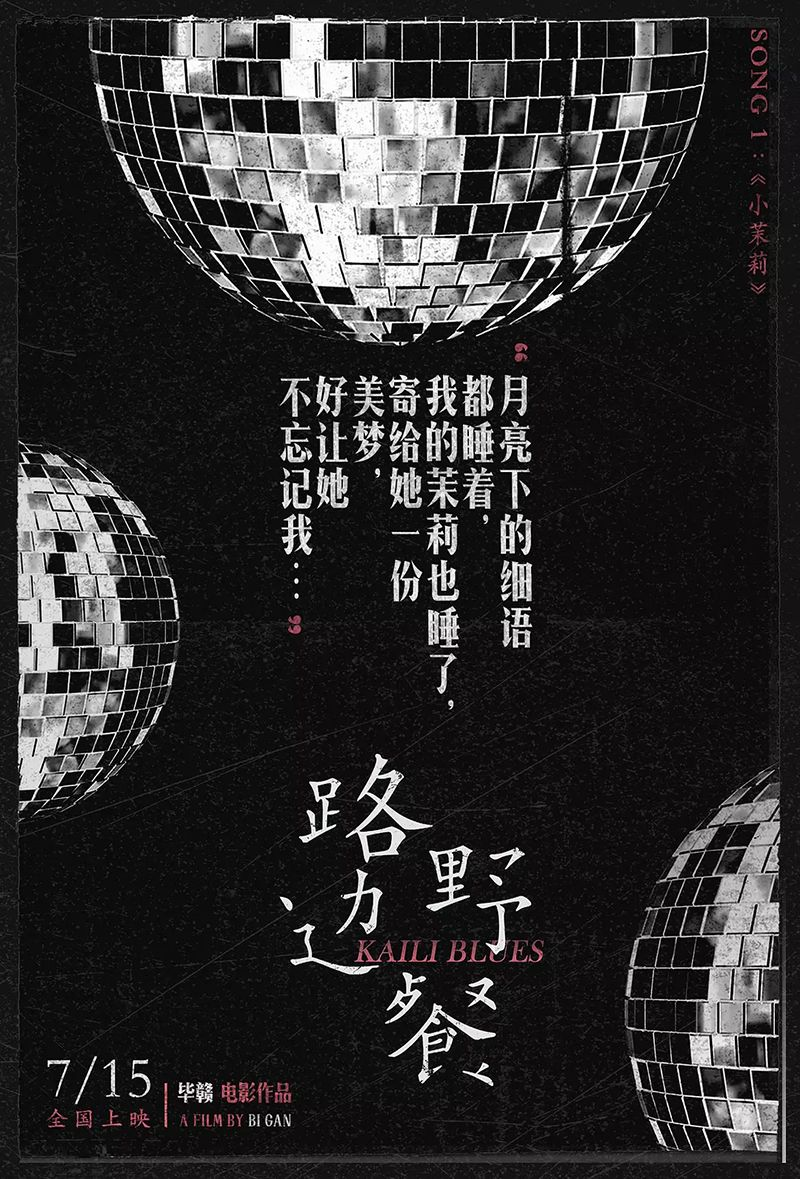 SONG 1:《小茉莉》
“月亮下的细语
都睡着，
我的茉莉也睡了，
寄给她一份
美梦，
好让她
不忘记我…”
路边野餐
KAILI BLUES
7/15
全国上映
毕赣 电影作品
A FILM BY BI GAN